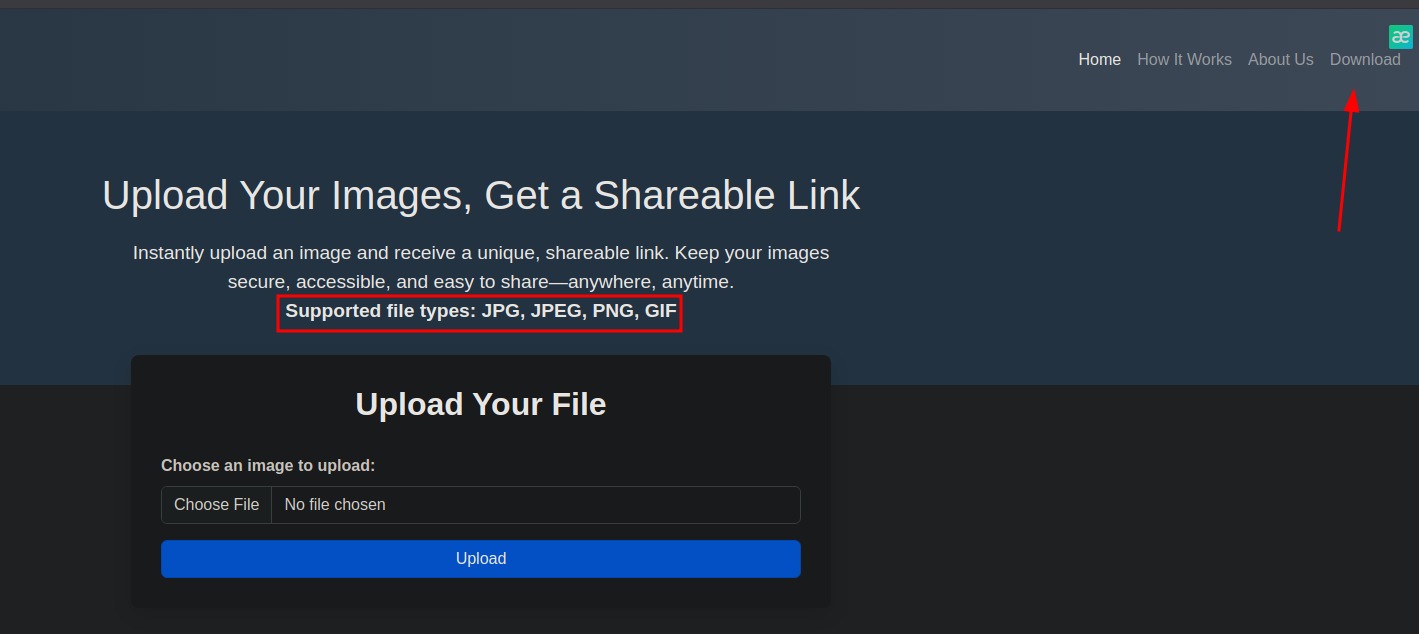 æ
Home How It Works About Us Download
Upload Your Images, Get a Shareable Link
Instantly upload an image and receive a unique, shareable link. Keep your images
secure, accessible, and easy to share—anywhere, anytime.
Supported file types: JPG, JPEG, PNG, GIF
Upload Your File
Choose an image to upload:
Choose File No file chosen
Upload